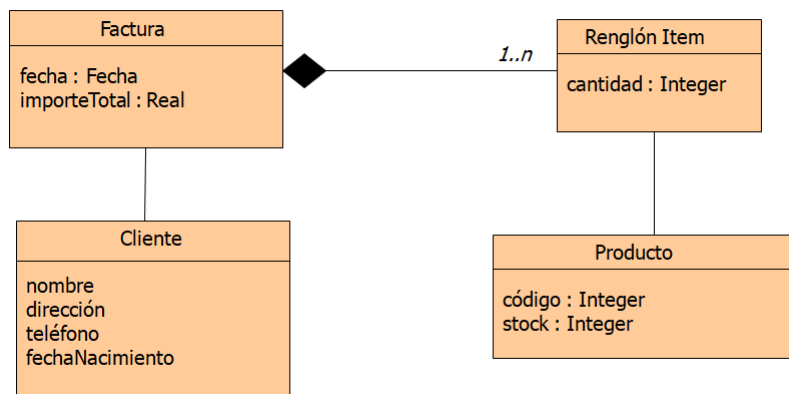 Factura
fecha : Fecha
importeTotal : Real
1..n
Renglón Item
cantidad : Integer
Cliente
nombre
dirección
teléfono
fechaNacimiento
Producto
código : Integer
stock : Integer